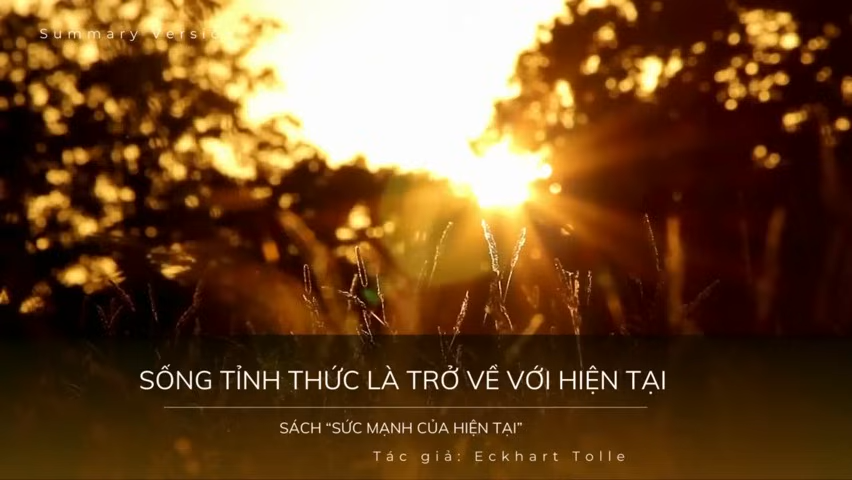 Summary Version
SỐNG TỈNH THỨC LÀ TRỞ VỀ VỚI HIỆN TẠI
SÁCH “SỨC MẠNH CỦA HIỆN TẠI”
Tác giả: Eckhart Tolle